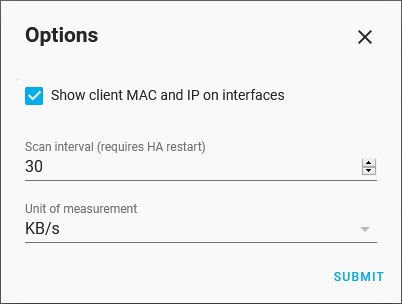 Options
Show client MAC and IP on interfaces
Scan interval (requires HA restart)
30
Unit of measurement
KB/s
SUBMIT